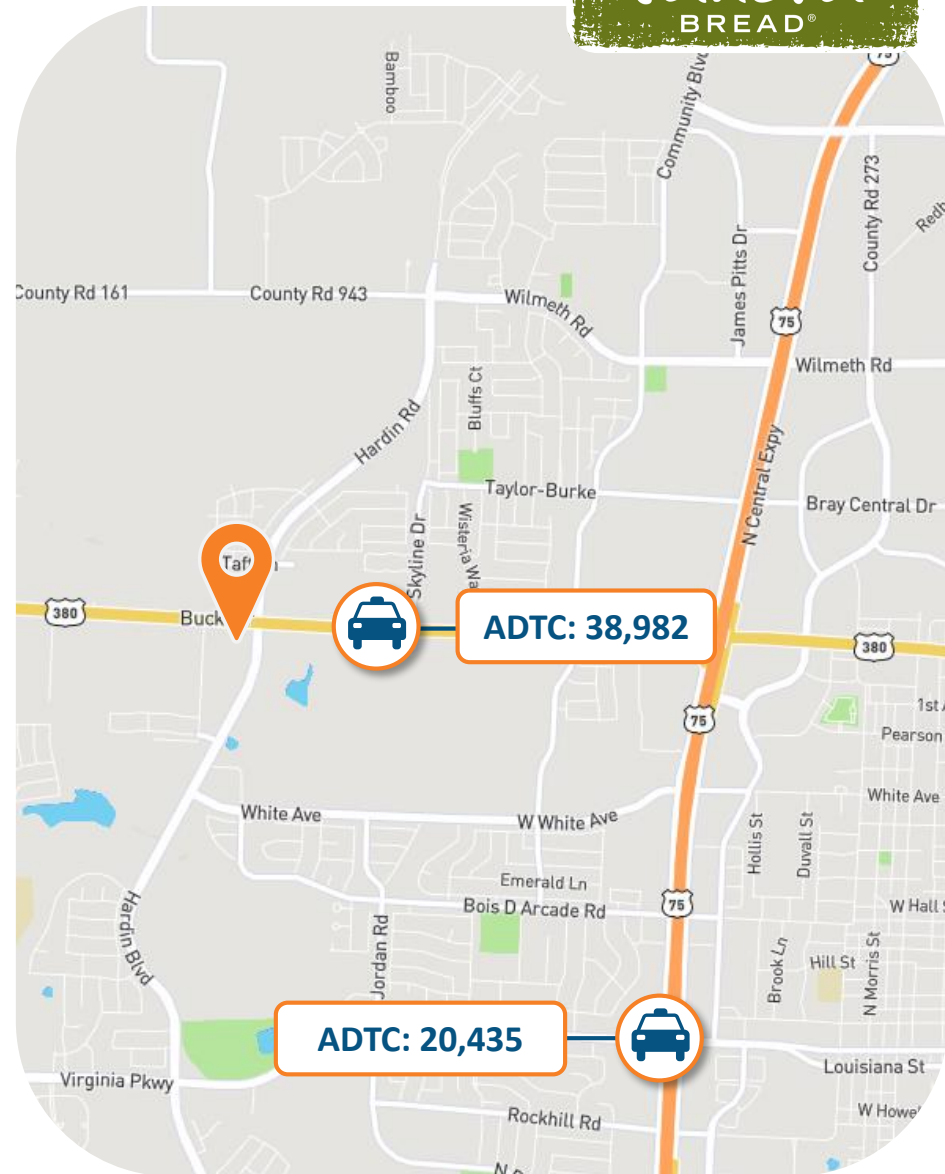 BREAD®
75
Bamboo
Community Blvd
County Rd 273
James Pitts Dr
County Rd 161
County Rd 943
Wilmeth Rd
75
Wilmeth Rd
Bluffs Ct
Hardin Rd
N Central Expy
Taylor-Burke
Bray Central Dr
Skyline Dr
380
ADTC: 38,982
380
75
Pearson
White Ave
White Ave
W White Ave
Hollis St
Duvall St
Emerald Ln
Bois D Arcade Rd
75
W Hall
Hardin Blvd
Jordan Rd
Brook Ln
Hill St
N Morris St
ADTC: 20,435
Virginia Pkwy
Louisiana St
Rockhill Rd